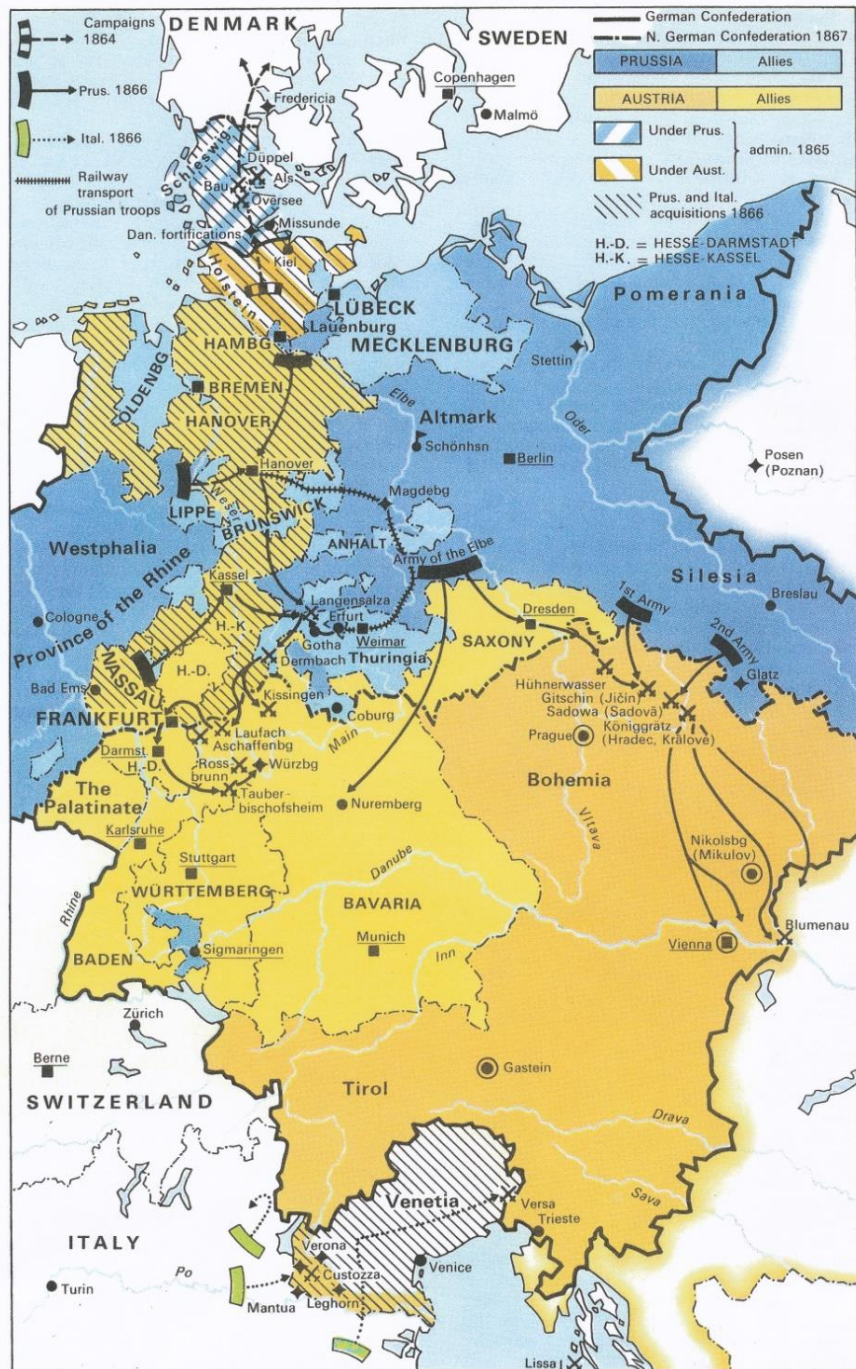 Campaigns
1864
Prus. 1866
Ital. 1866
Railway
transport
of Prussian troops
German Confederation
N. German Confederation 1867
PRUSSIA
Allies
AUSTRIA
Allies
Under Prus.
Under Aust.
admin. 1865
Prus. and Ital.
acquisitions 1866
H.-D. = HESSE-DARMSTADT
H.-K. = HESSE-KASSEL
DENMARK
SWEDEN
Copenhagen
Malmö
Fredericia
Schleswig
Düppel
Als
Bau
Oversee
Missunde
Dan. fortifications
Kiel
Holstein
LÜBECK
Lauenburg
HAMBG
MECKLENBURG
Pomerania
Stettin
OLDENBG
BREMEN
HANOVER
Elbe
Altmark
Oder
Schönhsn
Berlin
Posen
(Poznan)
Hanover
Magdebg
LIPPE
Weser
BRUNSWICK
ANHALT
Westphalia
Army of the Elbe
Silesia
Breslau
Province of the Rhine
Kassel
Cologne
Langensalza
Erfurt
H.-K
Gotha
Weimar
Thuringia
Dresden
SAXONY
1st Army
2nd Army
Glatz
NASSAU
H.-D.
Dermbach
Bad Ems
Kissingen
Coburg
Hühnerwasser
Gitschin (Jičín)
Sadowa (Sadová)
Königgrätz
(Hradec, Králové)
FRANKFURT
Laufach
Aschaffenbg
Main
Prague
Darmst.
H.-D.
Ross-
brunn
Würzbg
Bohemia
The
Palatinate
Tauber-
bischofsheim
Nuremberg
Vltava
Karlsruhe
Stuttgart
Nikolsbg
(Mikulov)
Danube
WÜRTTEMBERG
BAVARIA
Rhine
Blumenau
Vienna
Sigmaringen
Munich
Inn
BADEN
Zürich
Berne
Gastein
SWITZERLAND
Tirol
Drava
Sava
Venetia
Versa
Trieste
ITALY
Verona
Custozza
Venice
Po
Turin
Mantua
Leghorn
Lissa